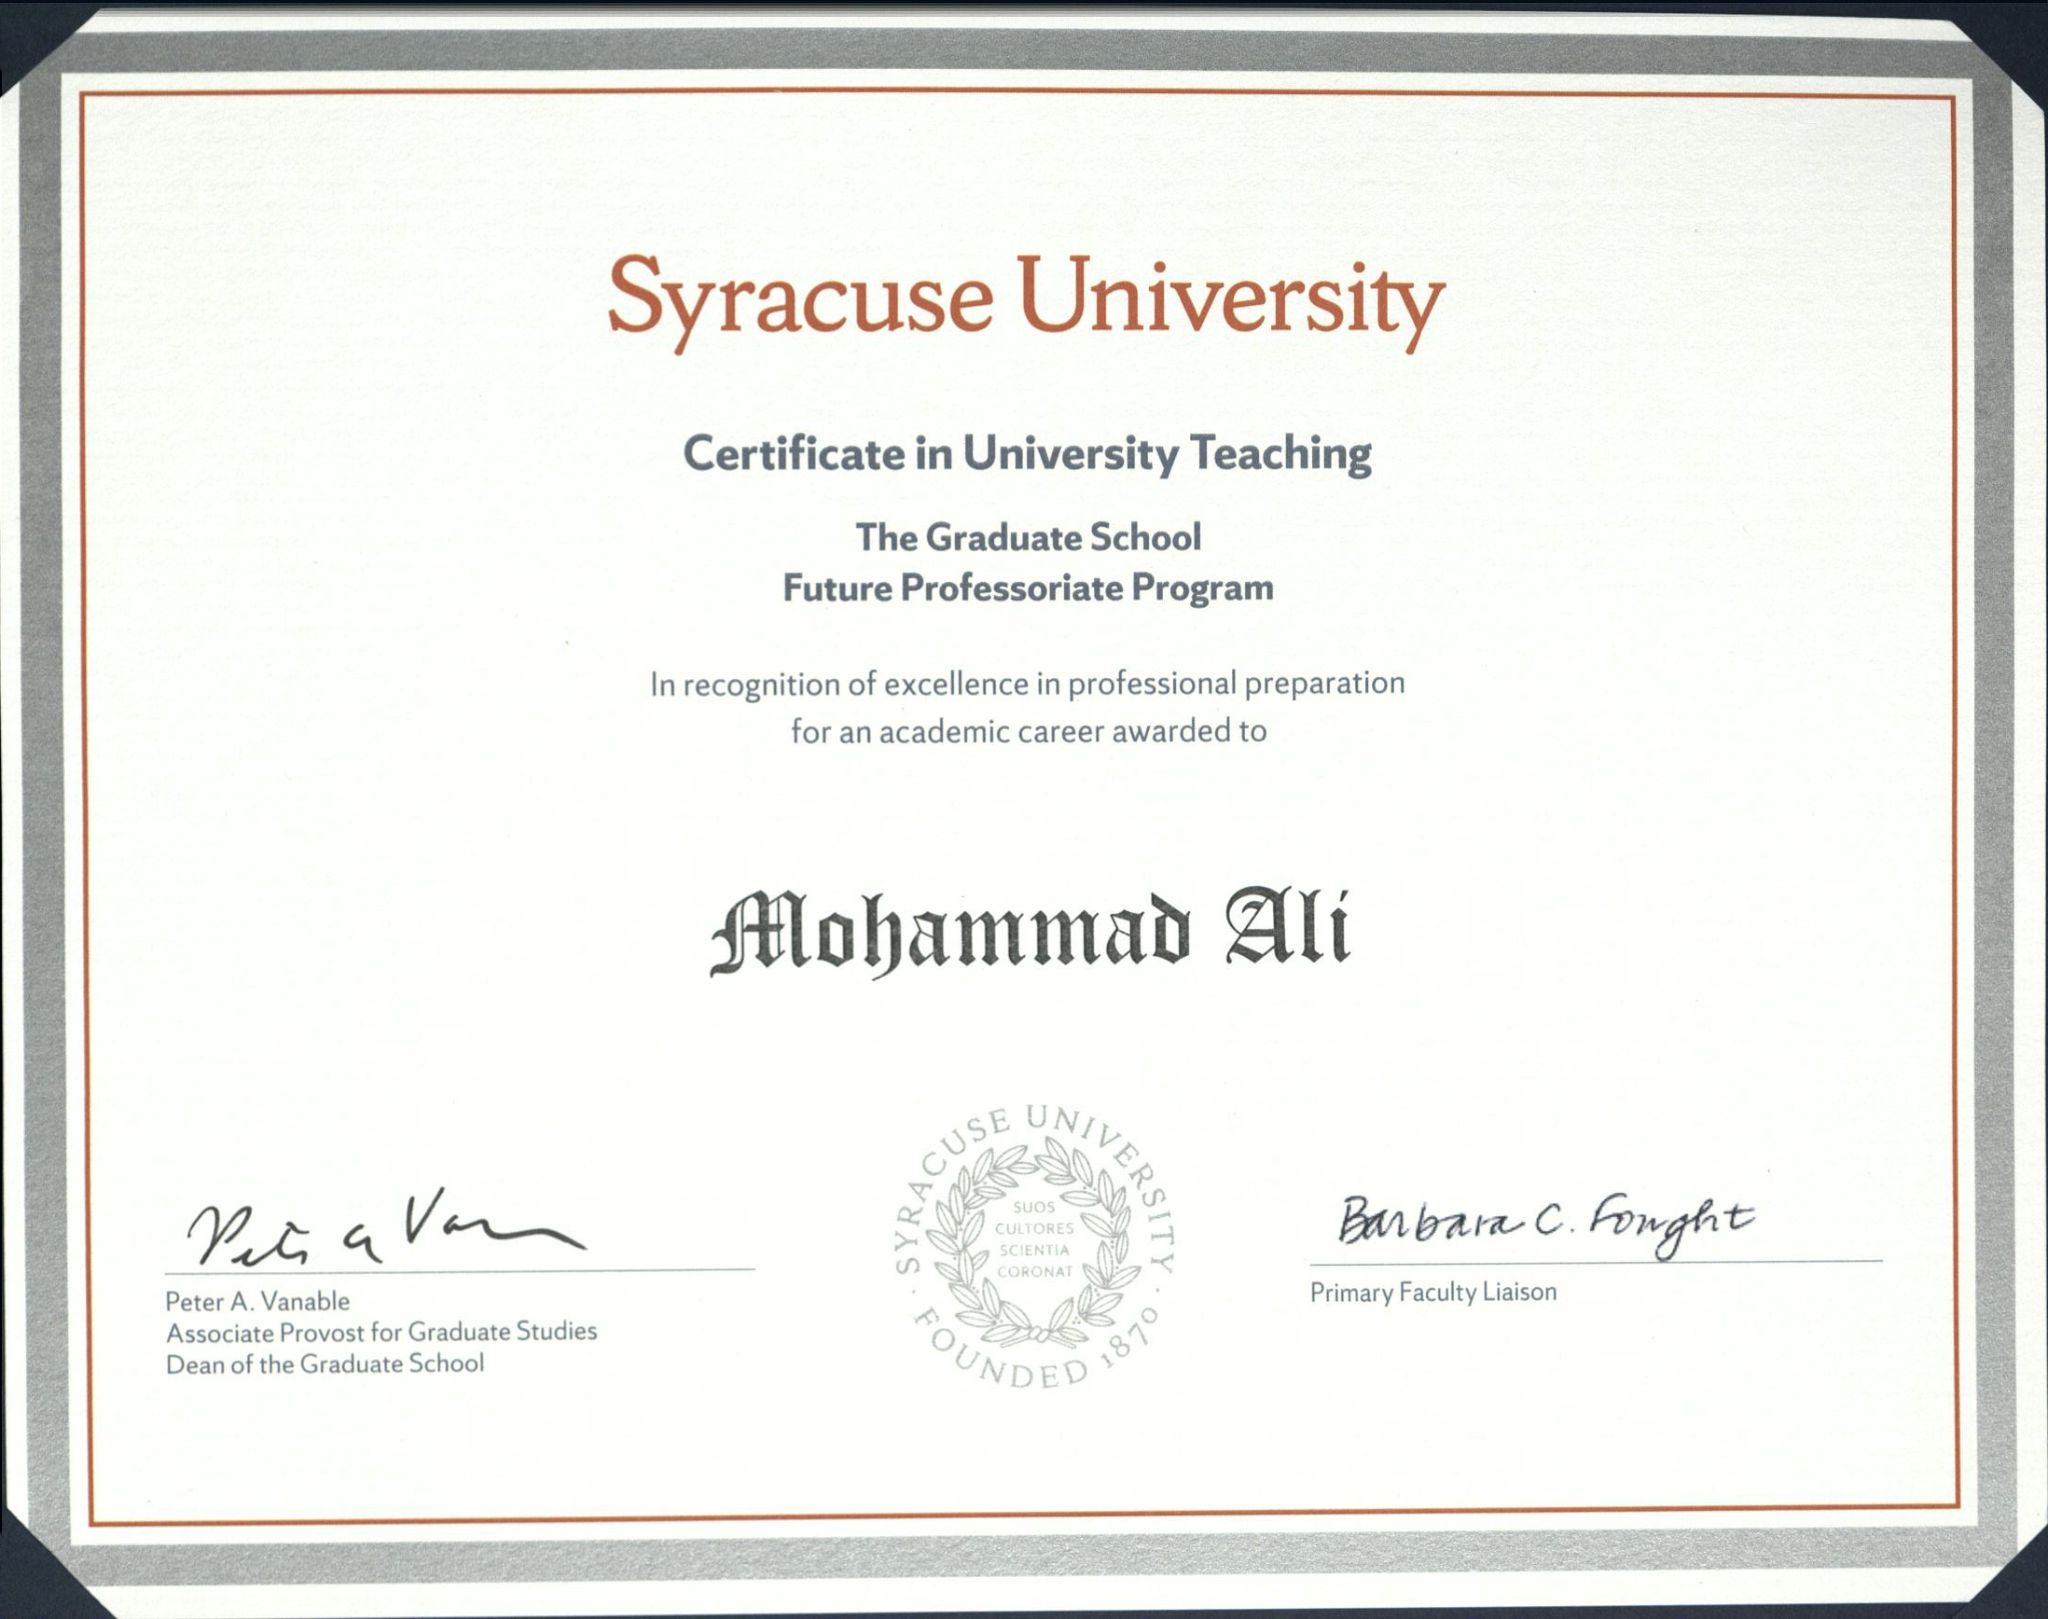 Syracuse University
Certificate in University Teaching
The Graduate School
Future Professoriate Program
In recognition of excellence in professional preparation
for an academic career awarded to
Mohammad Ali
Peter A Van
Peter A. Vanable
Associate Provost for Graduate Studies
Dean of the Graduate School
SYRACUSE UNIVERSITY
SUOS
CULTORES
SCIENTIA
CORONAT
FOUNDED 1870
Barbara C. Fought
Primary Faculty Liaison